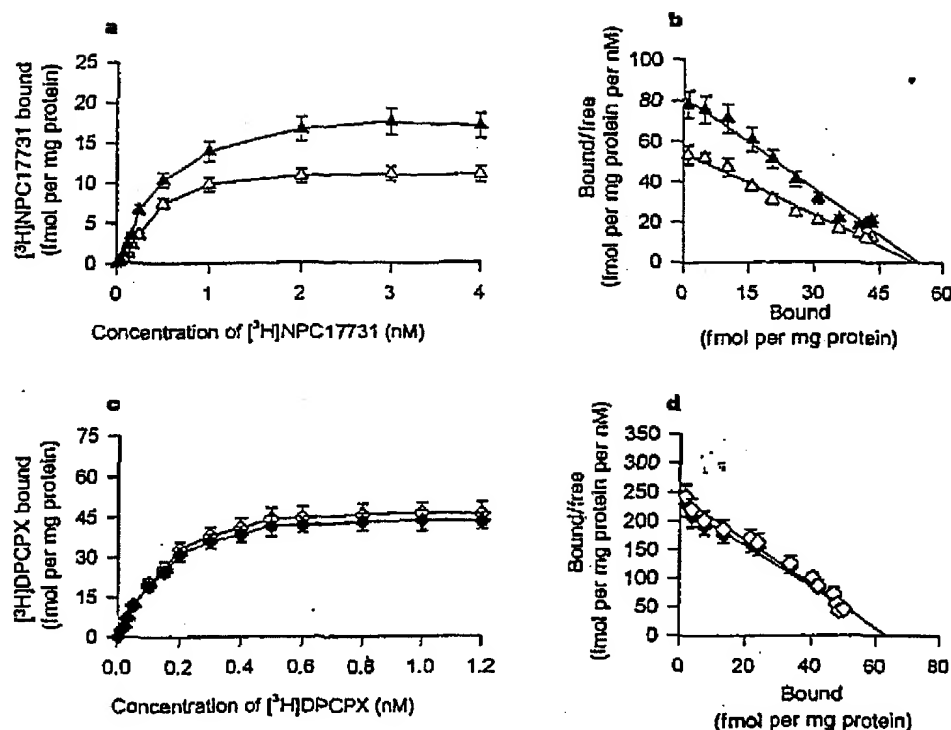 a
[³H]NPC17731 bound
(fmol per mg protein)
25
20
15
10
5
0
0
1
2
3
4
Concentration of [³H]NPC17731 (nM)
b
Bound/free
(fmol per mg protein per nM)
100
80
60
40
20
0
0
15
30
45
60
Bound
(fmol per mg protein)
c
[³H]DPCPX bound
(fmol per mg protein)
75
60
45
30
15
0
0.0
0.2
0.4
0.6
0.8
1.0
1.2
Concentration of [³H]DPCPX (nM)
d
Bound/free
(fmol per mg protein per nM)
350
300
250
200
150
100
50
0
0
20
40
60
80
Bound
(fmol per mg protein)